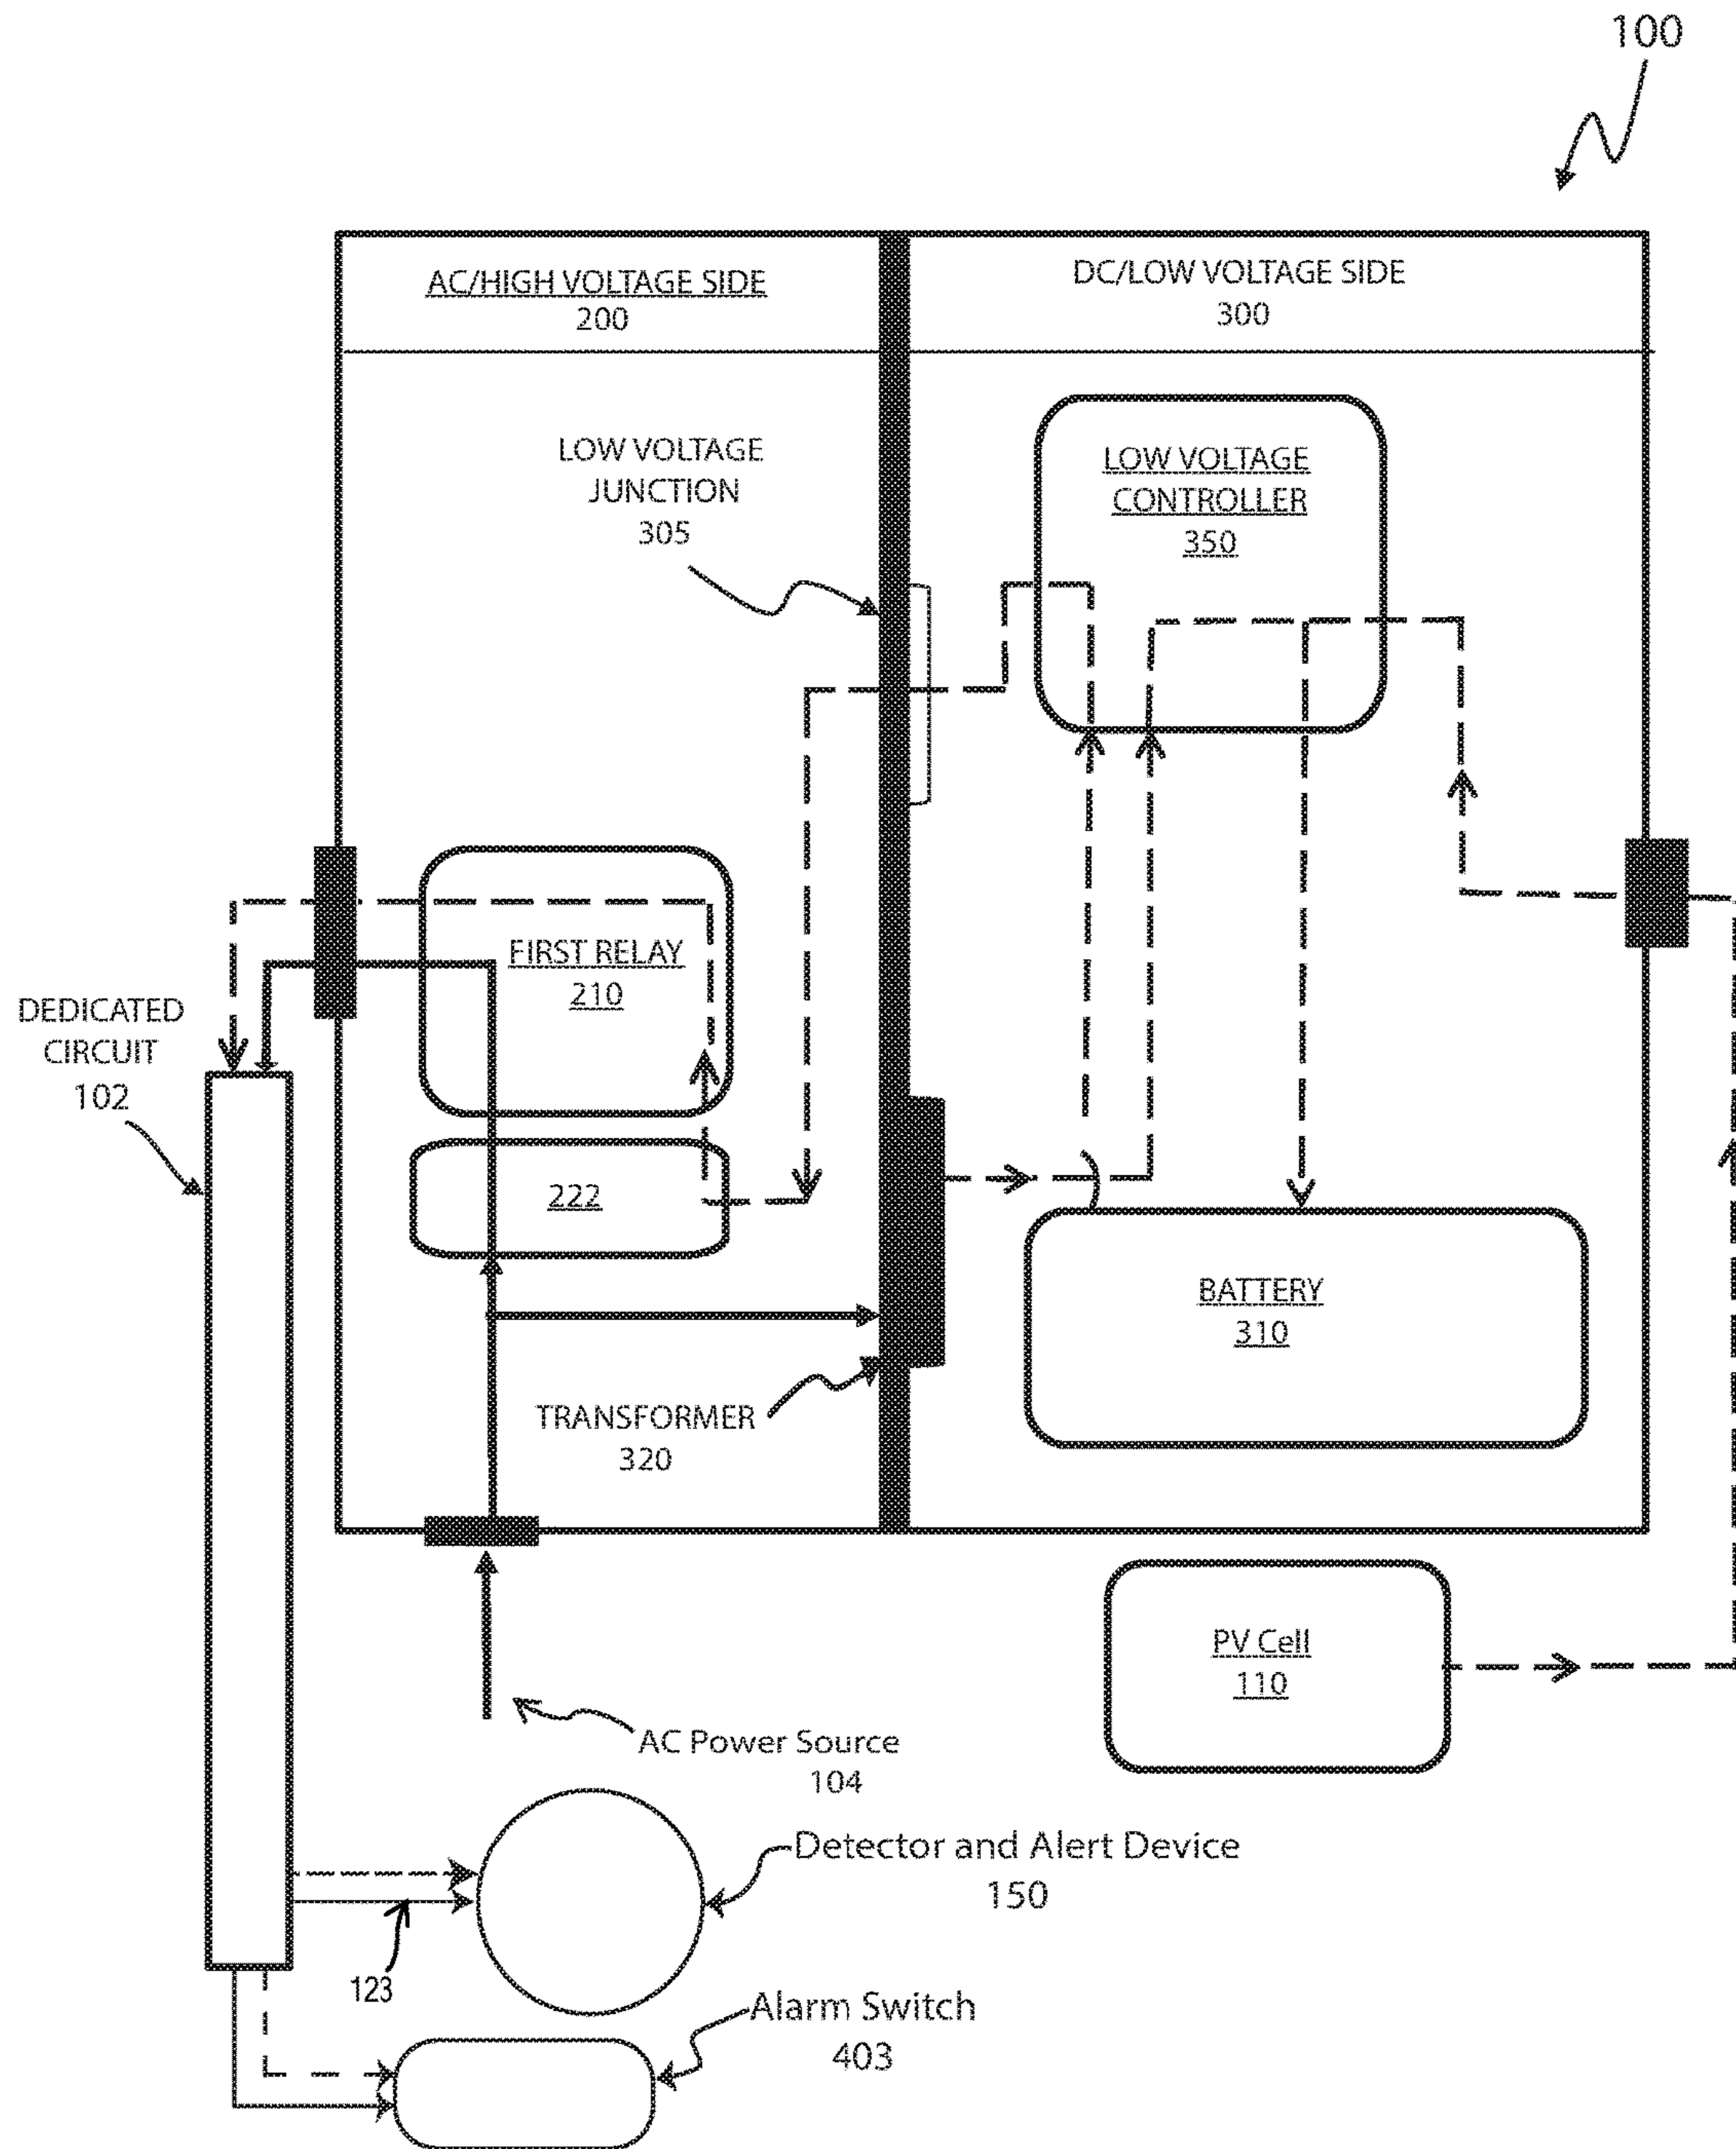 100
AC/HIGH VOLTAGE SIDE
200
DC/LOW VOLTAGE SIDE
300
LOW VOLTAGE
JUNCTION
305
LOW VOLTAGE
CONTROLLER
350
FIRST RELAY
210
DEDICATED
CIRCUIT
102
222
BATTERY
310
TRANSFORMER
320
PV Cell
110
AC Power Source
104
Detector and Alert Device
150
123
Alarm Switch
403